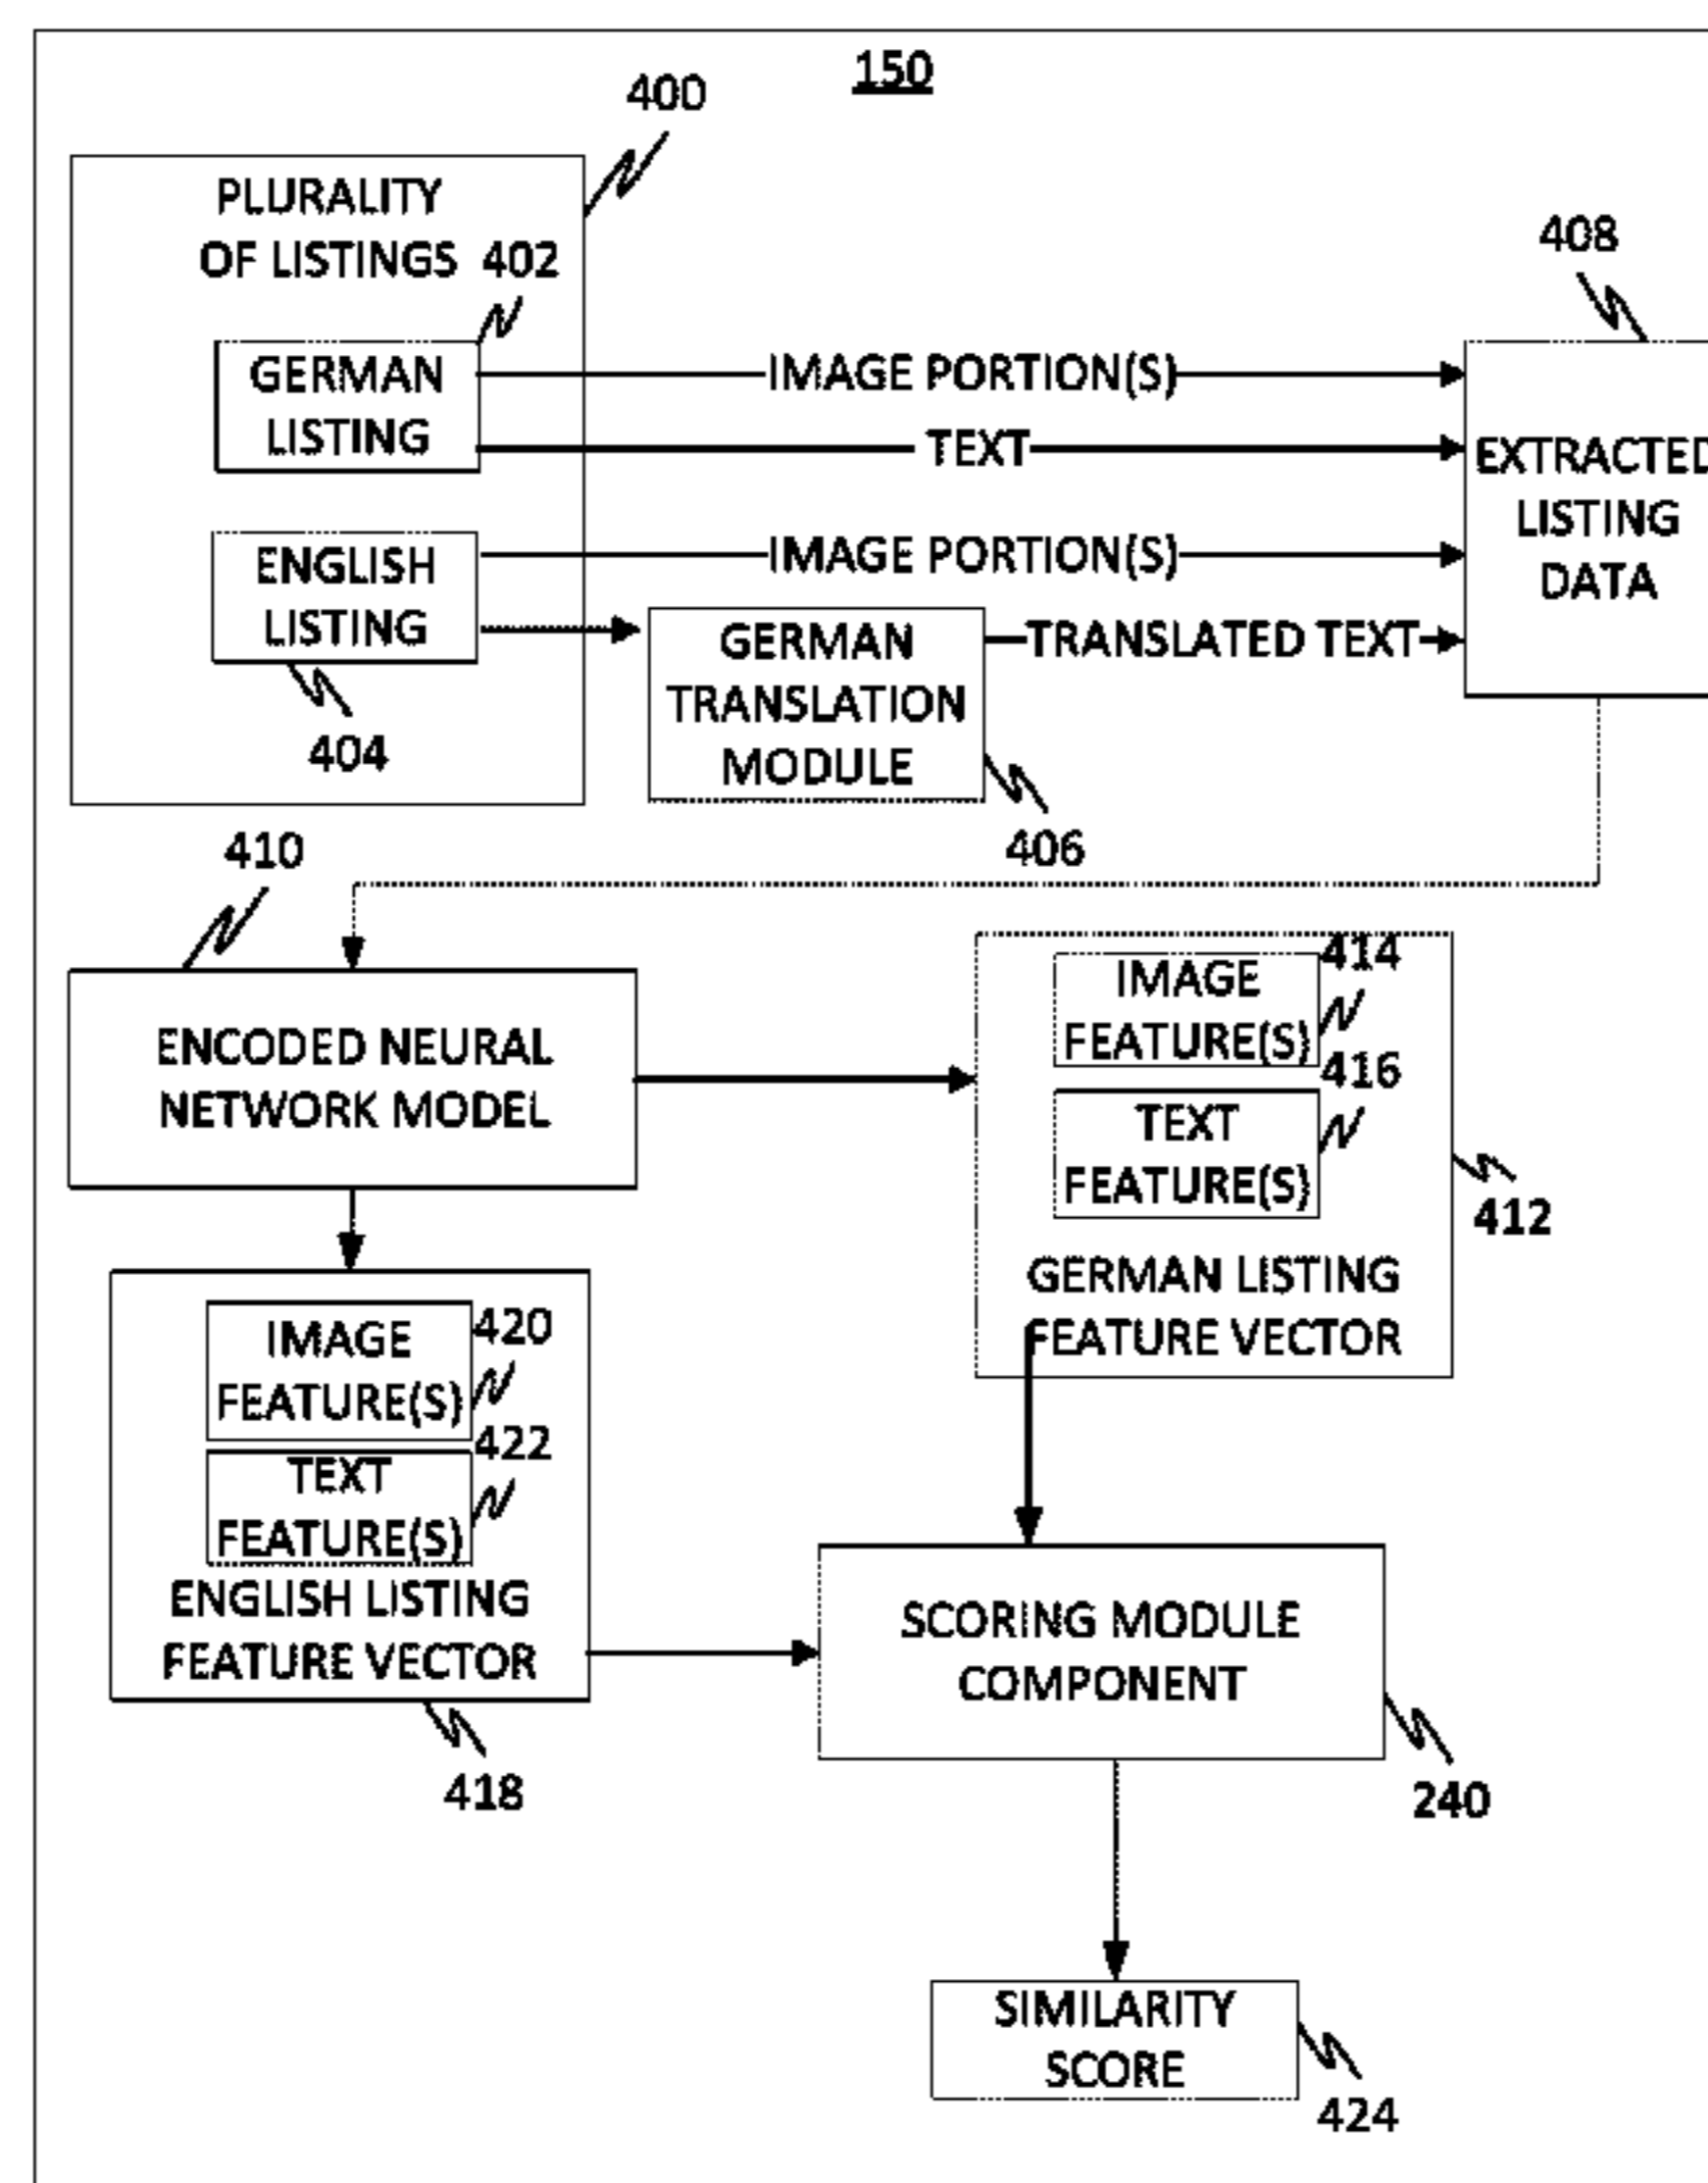 150
400
PLURALITY
OF LISTINGS 402
408
GERMAN
LISTING
IMAGE PORTION(S)
TEXT
EXTRACTED
LISTING
DATA
ENGLISH
LISTING
IMAGE PORTION(S)
404
GERMAN
TRANSLATION
MODULE
TRANSLATED TEXT
406
410
ENCODED NEURAL
NETWORK MODEL
414
IMAGE
FEATURE(S)
416
TEXT
FEATURE(S)
412
GERMAN LISTING
FEATURE VECTOR
420
IMAGE
FEATURE(S)
422
TEXT
FEATURE(S)
ENGLISH LISTING
FEATURE VECTOR
418
SCORING MODULE
COMPONENT
240
SIMILARITY
SCORE
424